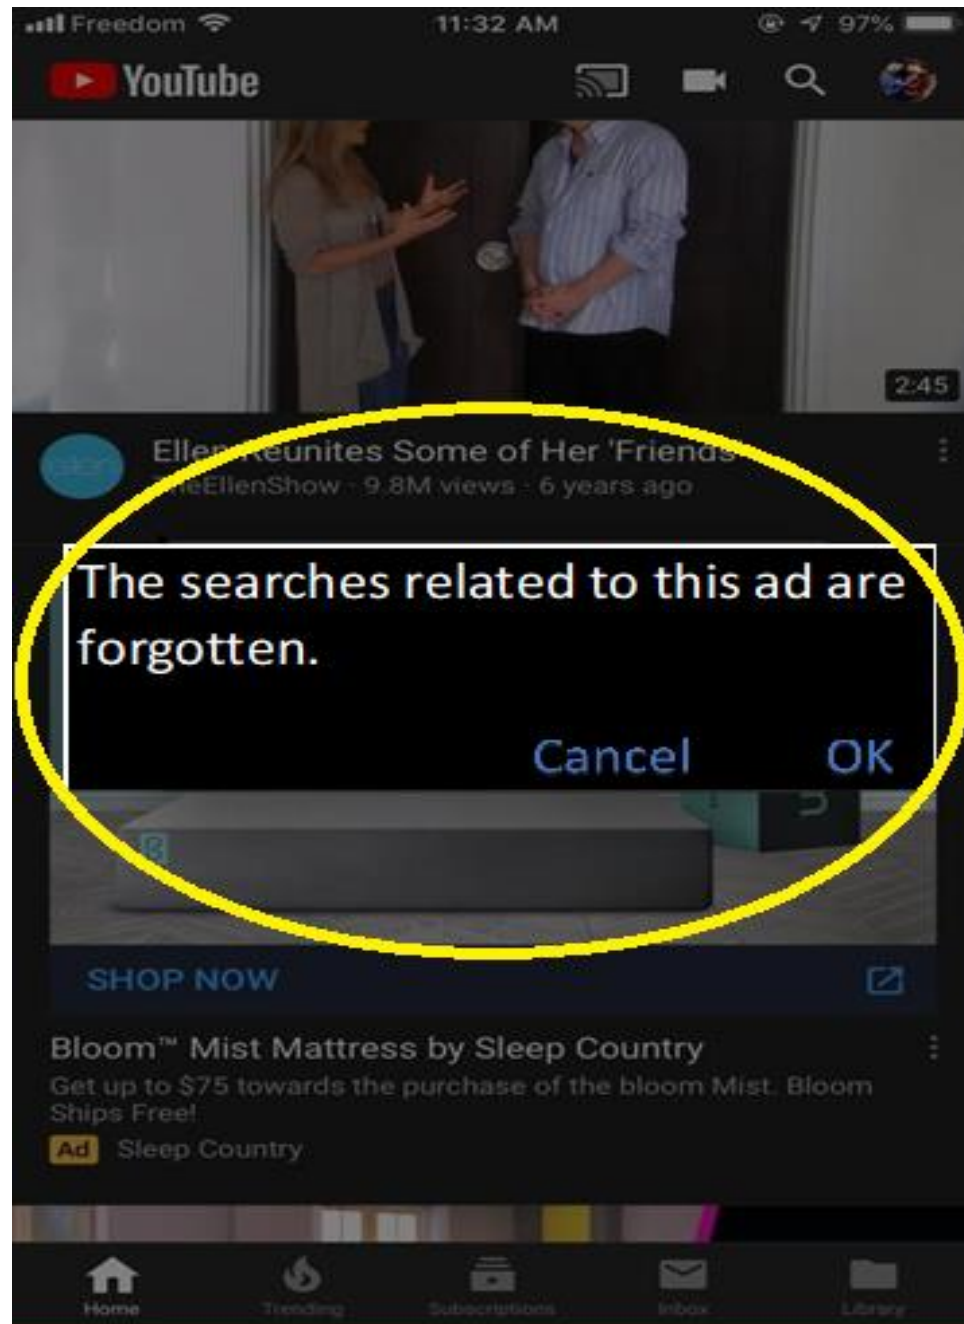 Freedom 11:32 AM 97%
YouTube
2:45
Ellen Reunites Some of Her 'Friends'
TheEllenShow · 9.8M views · 6 years ago
The searches related to this ad are
forgotten.
Cancel OK
SHOP NOW
Bloom™ Mist Mattress by Sleep Country
Get up to $75 towards the purchase of the bloom Mist. Bloom
Ships Free!
Ad Sleep Country
Home Trending Subscriptions Inbox Library